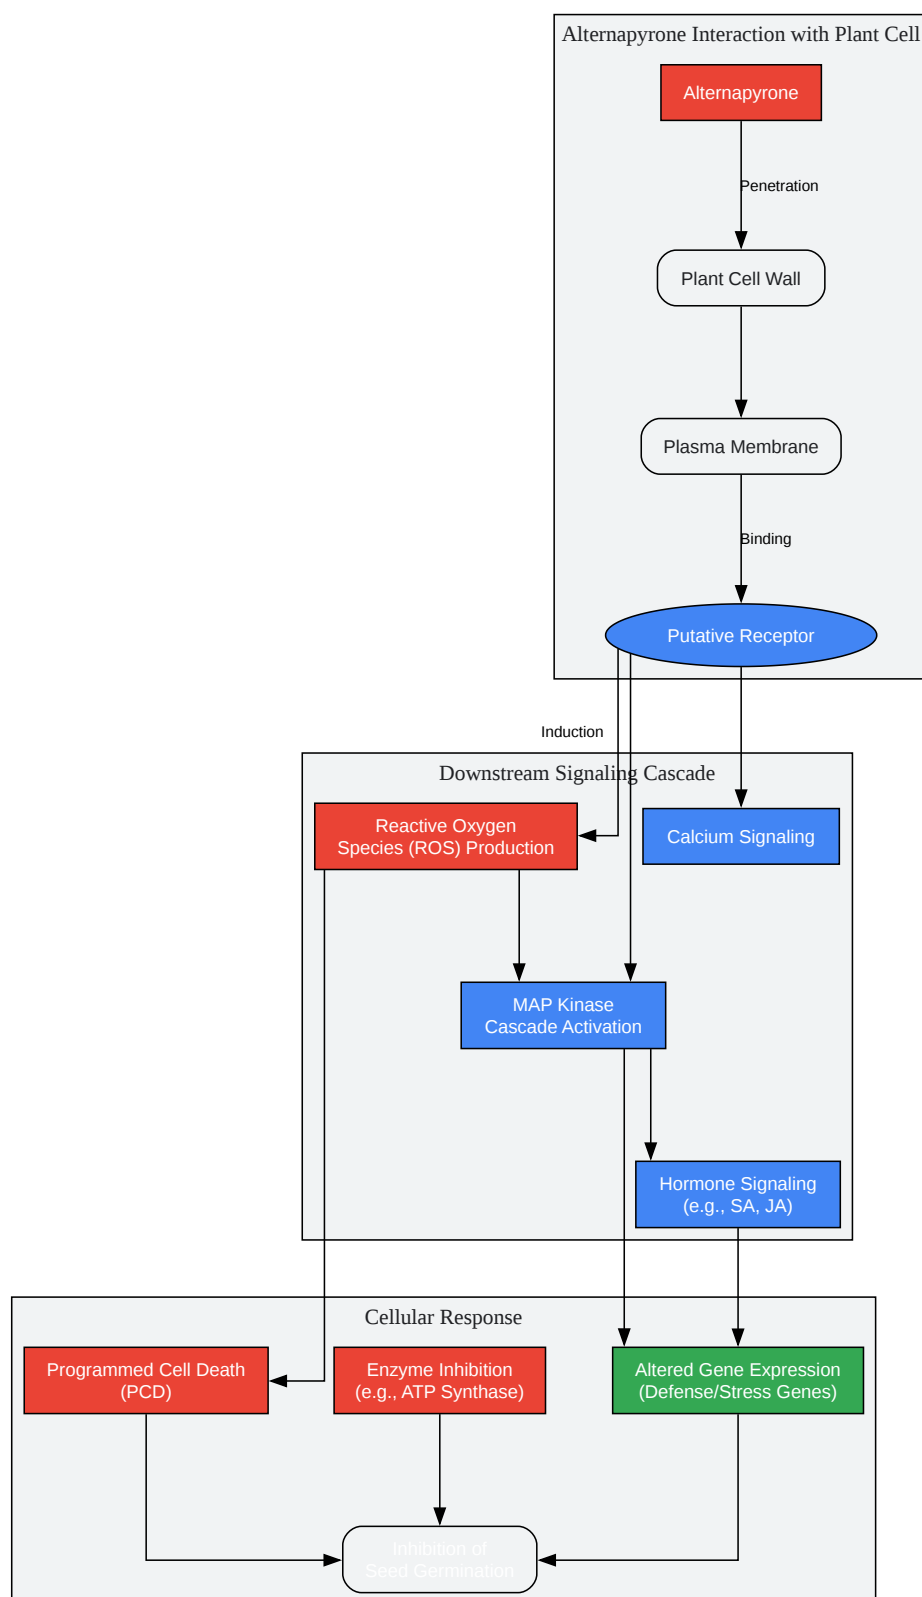 Alternapyrone Interaction with Plant Cell
Alternapyrone
Penetration
Plant Cell Wall
Plasma Membrane
Binding
Putative Receptor
Induction
Downstream Signaling Cascade
Reactive Oxygen
Species (ROS) Production
Calcium Signaling
MAP Kinase
Cascade Activation
Hormone Signaling
(e.g., SA, JA)
Cellular Response
Programmed Cell Death
(PCD)
Enzyme Inhibition
(e.g., ATP Synthase)
Altered Gene Expression
(Defense/Stress Genes)
Inhibition of
Seed Germination